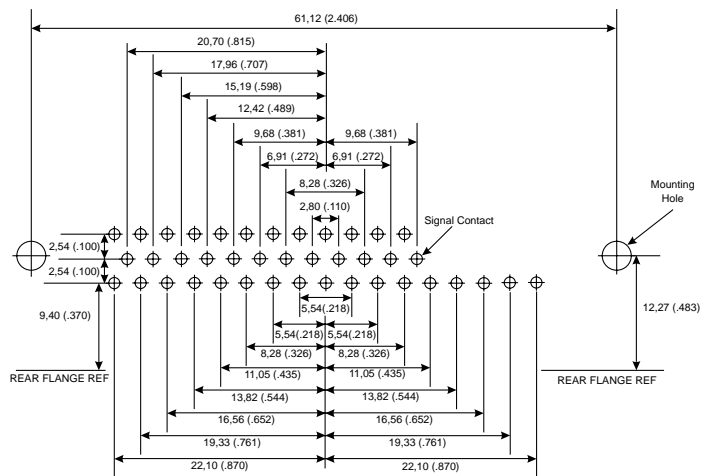 61,12 (2.406)
20,70 (.815)
17,96 (.707)
15,19 (.598)
12,42 (.489)
9,68 (.381) 9,68 (.381)
6,91 (.272) 6,91 (.272)
8,28 (.326)
2,80 (.110)
Mounting
Hole
Signal Contact
2,54 (.100)
2,54 (.100)
9,40 (.370)
12,27 (.483)
5,54(.218)
5,54(.218) 5,54(.218)
8,28 (.326) 8,28 (.326)
11,05 (.435) 11,05 (.435)
REAR FLANGE REF REAR FLANGE REF
13,82 (.544) 13,82 (.544)
16,56 (.652) 16,56 (.652)
19,33 (.761) 19,33 (.761)
22,10 (.870) 22,10 (.870)